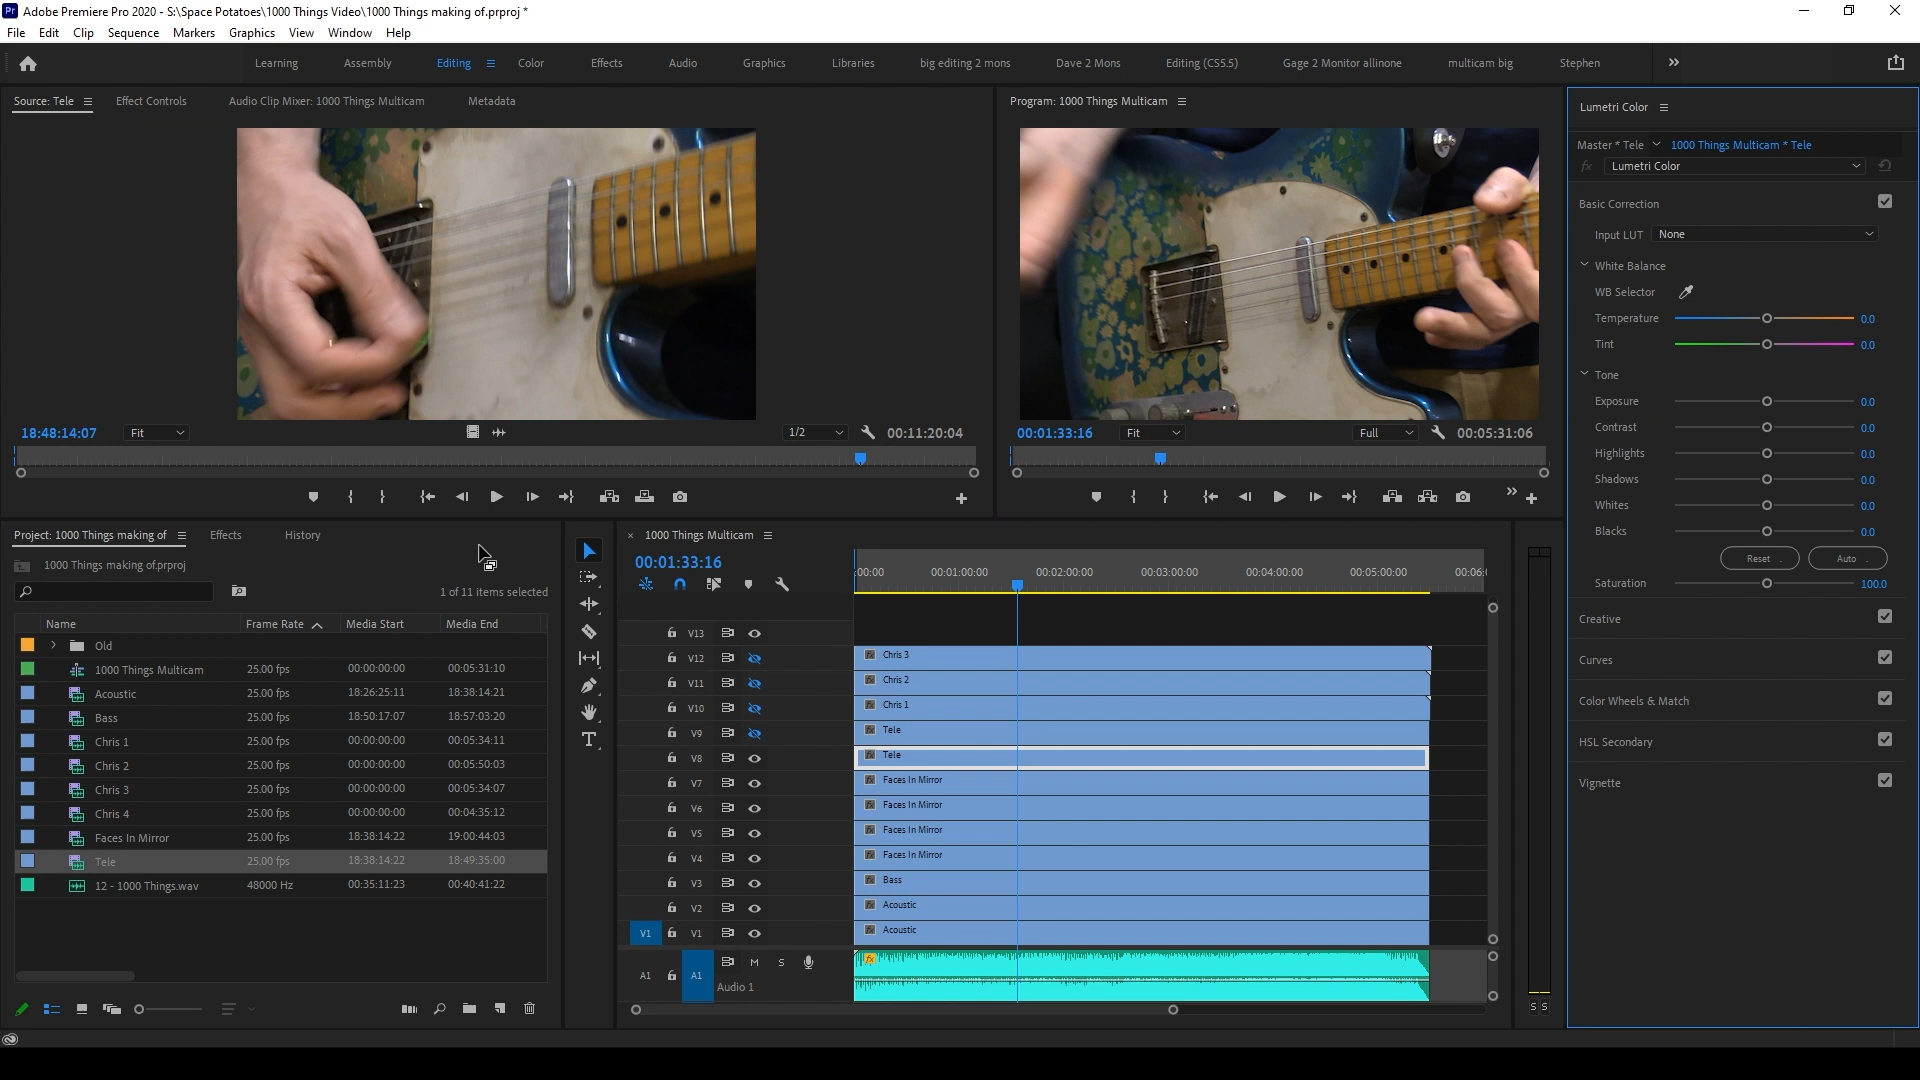 Adobe Premiere Pro 2020 - S:\Space Potatoes\1000 Things Video\1000 Things making of.prproj *
File Edit Clip Sequence Markers Graphics View Window Help
Learning Assembly Editing Color Effects Audio Graphics Libraries big editing 2 mons Dave 2 Mons Editing (CS5.5) Gage 2 Monitor allinone multicam big Stephen
Source: Tele Effect Controls Audio Clip Mixer: 1000 Things Multicam Metadata
18:48:14:07 Fit 1/2 00:11:20:04
Program: 1000 Things Multicam
00:01:33:16 Fit Full 00:05:31:06
Project: 1000 Things making of Effects History
1000 Things making of.prproj
1 of 11 items selected
Name Frame Rate Media Start Media End
Old
1000 Things Multicam 25.00 fps 00:00:00:00 00:05:31:10
Acoustic 25.00 fps 18:26:25:11 18:38:14:21
Bass 25.00 fps 18:50:17:07 18:57:03:20
Chris 1 25.00 fps 00:00:00:00 00:05:34:11
Chris 2 25.00 fps 00:00:00:00 00:05:50:03
Chris 3 25.00 fps 00:00:00:00 00:05:34:07
Chris 4 25.00 fps 00:00:00:00 00:04:35:12
Faces In Mirror 25.00 fps 18:38:14:22 19:00:44:03
Tele 25.00 fps 18:38:14:22 18:49:35:00
12 - 1000 Things.wav 48000 Hz 00:35:11:23 00:40:41:22
1000 Things Multicam
00:01:33:16
:00:00 00:01:00:00 00:02:00:00 00:03:00:00 00:04:00:00 00:05:00:00 00:06:
V13
V12 Chris 3
V11 Chris 2
V10 Chris 1
V9 Tele
V8 Tele
V7 Faces In Mirror
V6 Faces In Mirror
V5 Faces In Mirror
V4 Faces In Mirror
V3 Bass
V2 Acoustic
V1 V1 Acoustic
A1 A1 M S
Audio 1
S S
Lumetri Color
Master * Tele 1000 Things Multicam * Tele
fx Lumetri Color
Basic Correction
Input LUT None
White Balance
WB Selector
Temperature 0.0
Tint 0.0
Tone
Exposure 0.0
Contrast 0.0
Highlights 0.0
Shadows 0.0
Whites 0.0
Blacks 0.0
Reset Auto
Saturation 100.0
Creative
Curves
Color Wheels & Match
HSL Secondary
Vignette